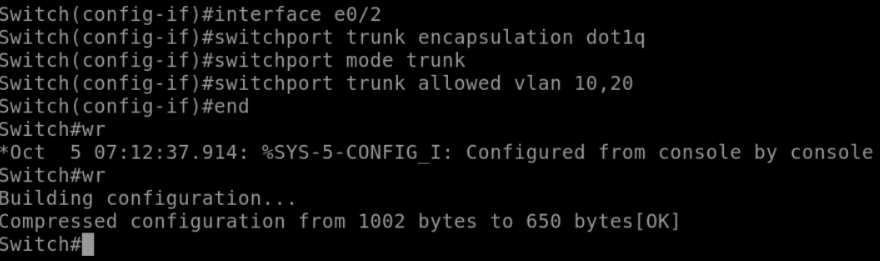 Switch(config-if)#interface e0/2
Switch(config-if)#switchport trunk encapsulation dot1q
Switch(config-if)#switchport mode trunk
Switch(config-if)#switchport trunk allowed vlan 10,20
Switch(config-if)#end
Switch#wr
*Oct  5 07:12:37.914: %SYS-5-CONFIG_I: Configured from console by console
Switch#wr
Building configuration...
Compressed configuration from 1002 bytes to 650 bytes[OK]
Switch#